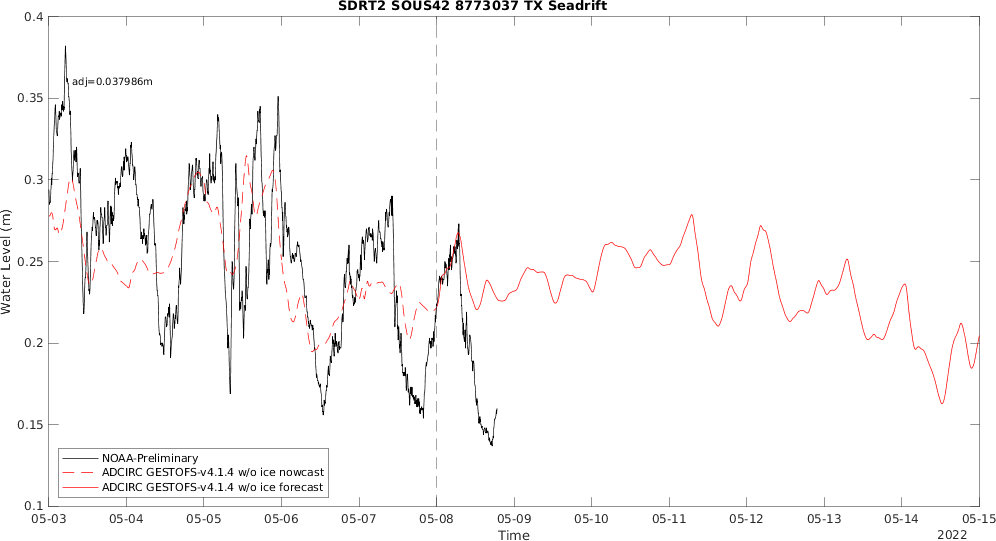 SDRT2 SOUS42 8773037 TX Seadrift
adj=0.037986m
0.4
0.35
0.3
0.25
0.2
0.15
0.1
Water Level (m)
NOAA-Preliminary
ADCIRC GESTOFS-v4.1.4 w/o ice nowcast
ADCIRC GESTOFS-v4.1.4 w/o ice forecast
05-03 05-04 05-05 05-06 05-07 05-08 05-09 05-10 05-11 05-12 05-13 05-14 05-15
Time
2022